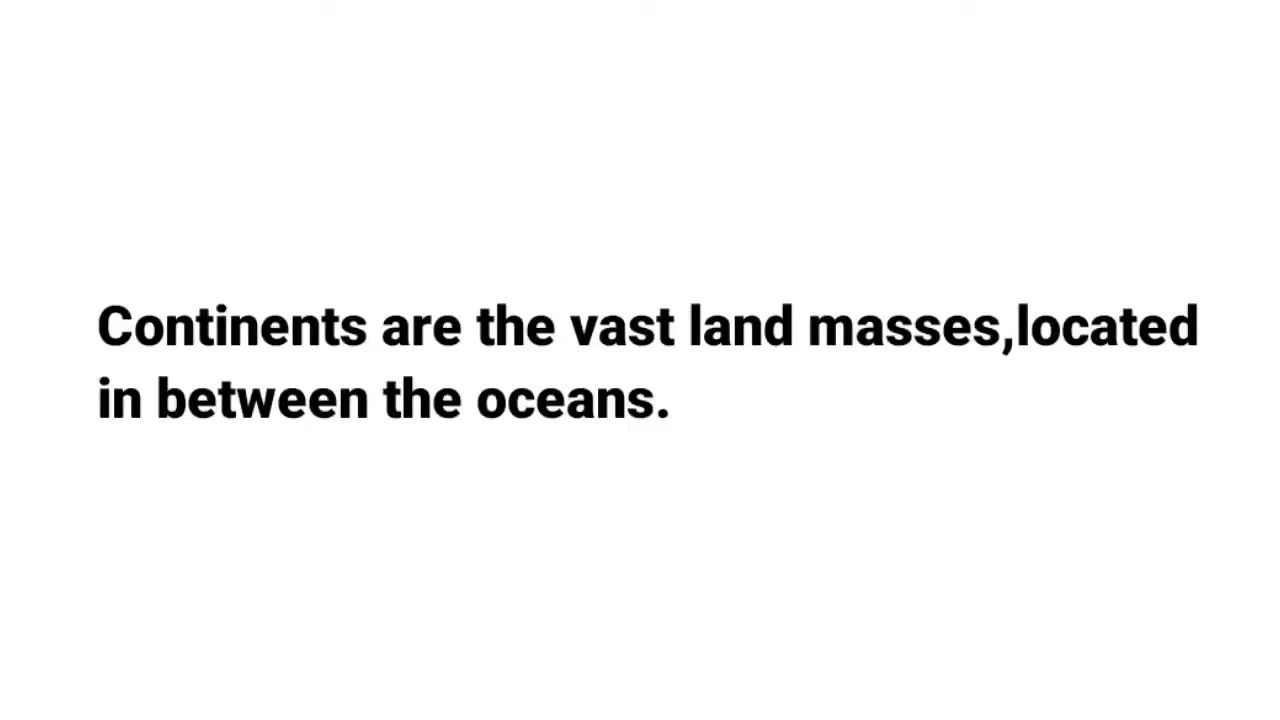 Continents are the vast land masses,located
in between the oceans.